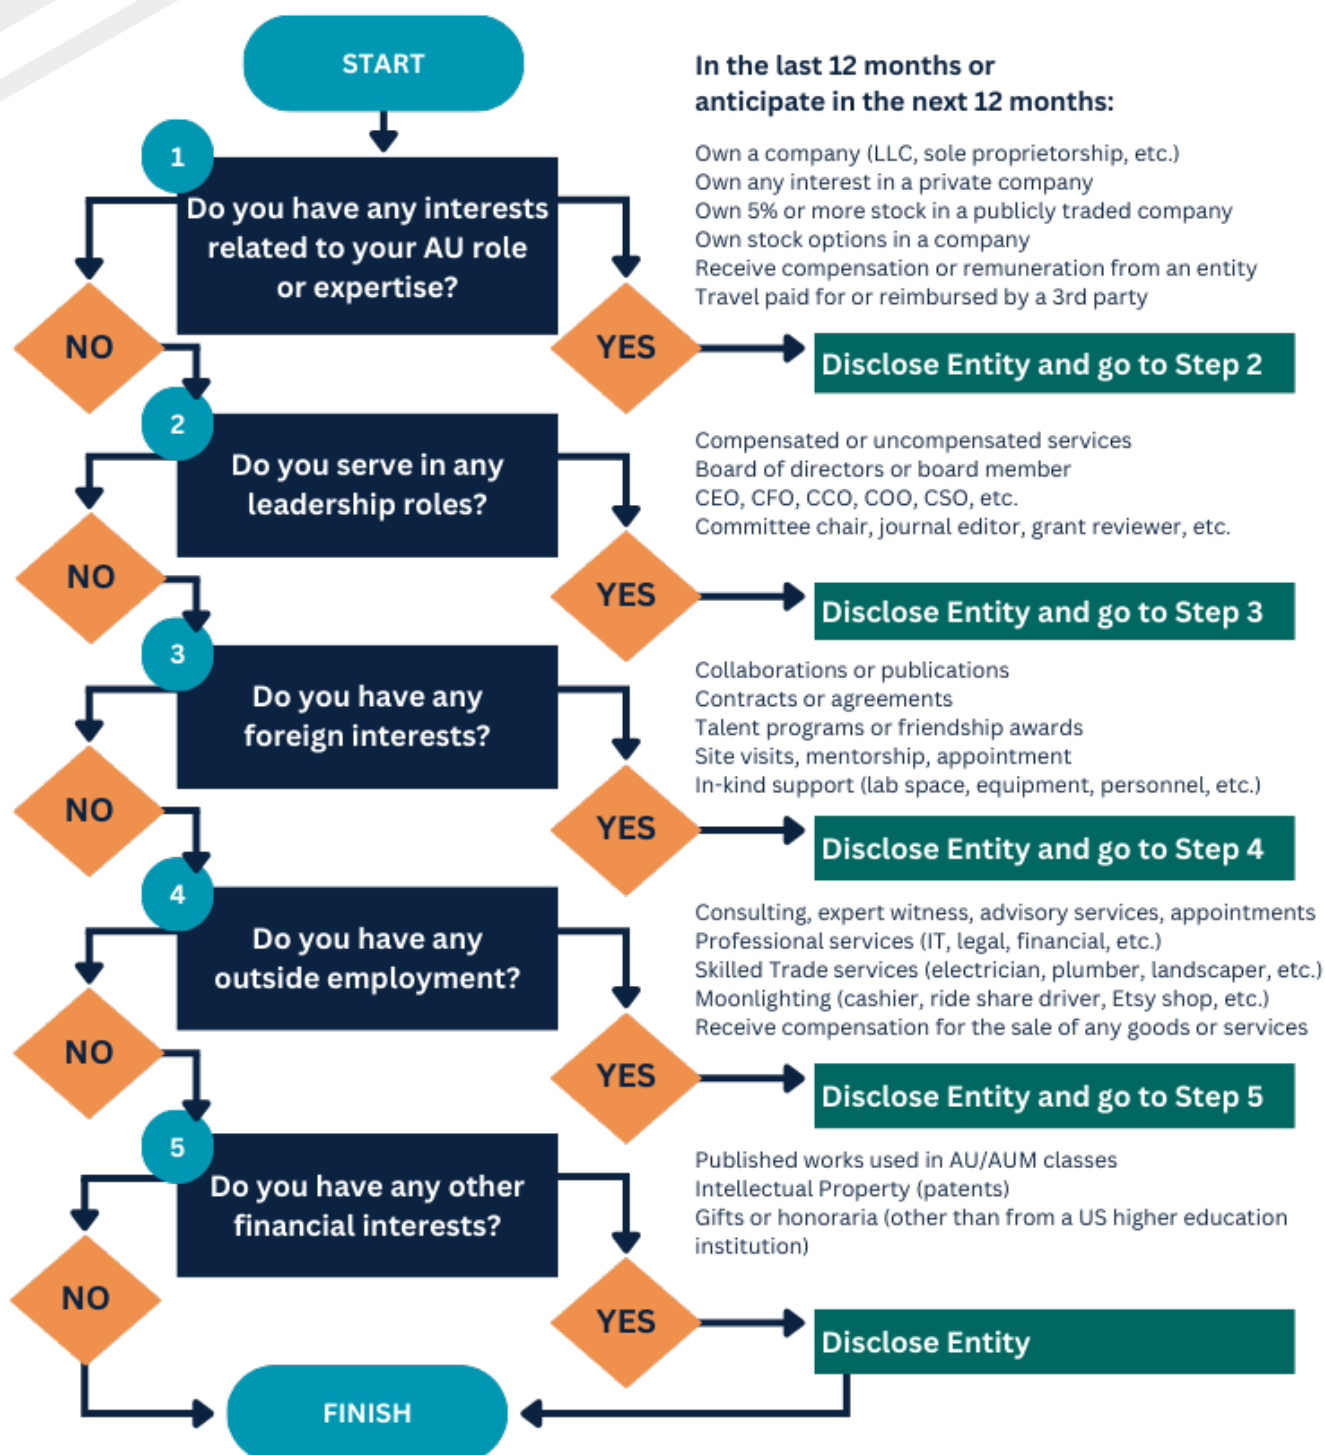 START
In the last 12 months or
anticipate in the next 12 months:
1
Do you have any interests
related to your AU role
or expertise?
Own a company (LLC, sole proprietorship, etc.)
Own any interest in a private company
Own 5% or more stock in a publicly traded company
Own stock options in a company
Receive compensation or remuneration from an entity
Travel paid for or reimbursed by a 3rd party
NO
YES
Disclose Entity and go to Step 2
2
Do you serve in any
leadership roles?
Compensated or uncompensated services
Board of directors or board member
CEO, CFO, CCO, COO, CSO, etc.
Committee chair, journal editor, grant reviewer, etc.
NO
YES
Disclose Entity and go to Step 3
3
Do you have any
foreign interests?
Collaborations or publications
Contracts or agreements
Talent programs or friendship awards
Site visits, mentorship, appointment
In-kind support (lab space, equipment, personnel, etc.)
NO
YES
Disclose Entity and go to Step 4
4
Do you have any
outside employment?
Consulting, expert witness, advisory services, appointments
Professional services (IT, legal, financial, etc.)
Skilled Trade services (electrician, plumber, landscaper, etc.)
Moonlighting (cashier, ride share driver, Etsy shop, etc.)
Receive compensation for the sale of any goods or services
NO
YES
Disclose Entity and go to Step 5
5
Do you have any other
financial interests?
Published works used in AU/AUM classes
Intellectual Property (patents)
Gifts or honoraria (other than from a US higher education
institution)
NO
YES
Disclose Entity
FINISH